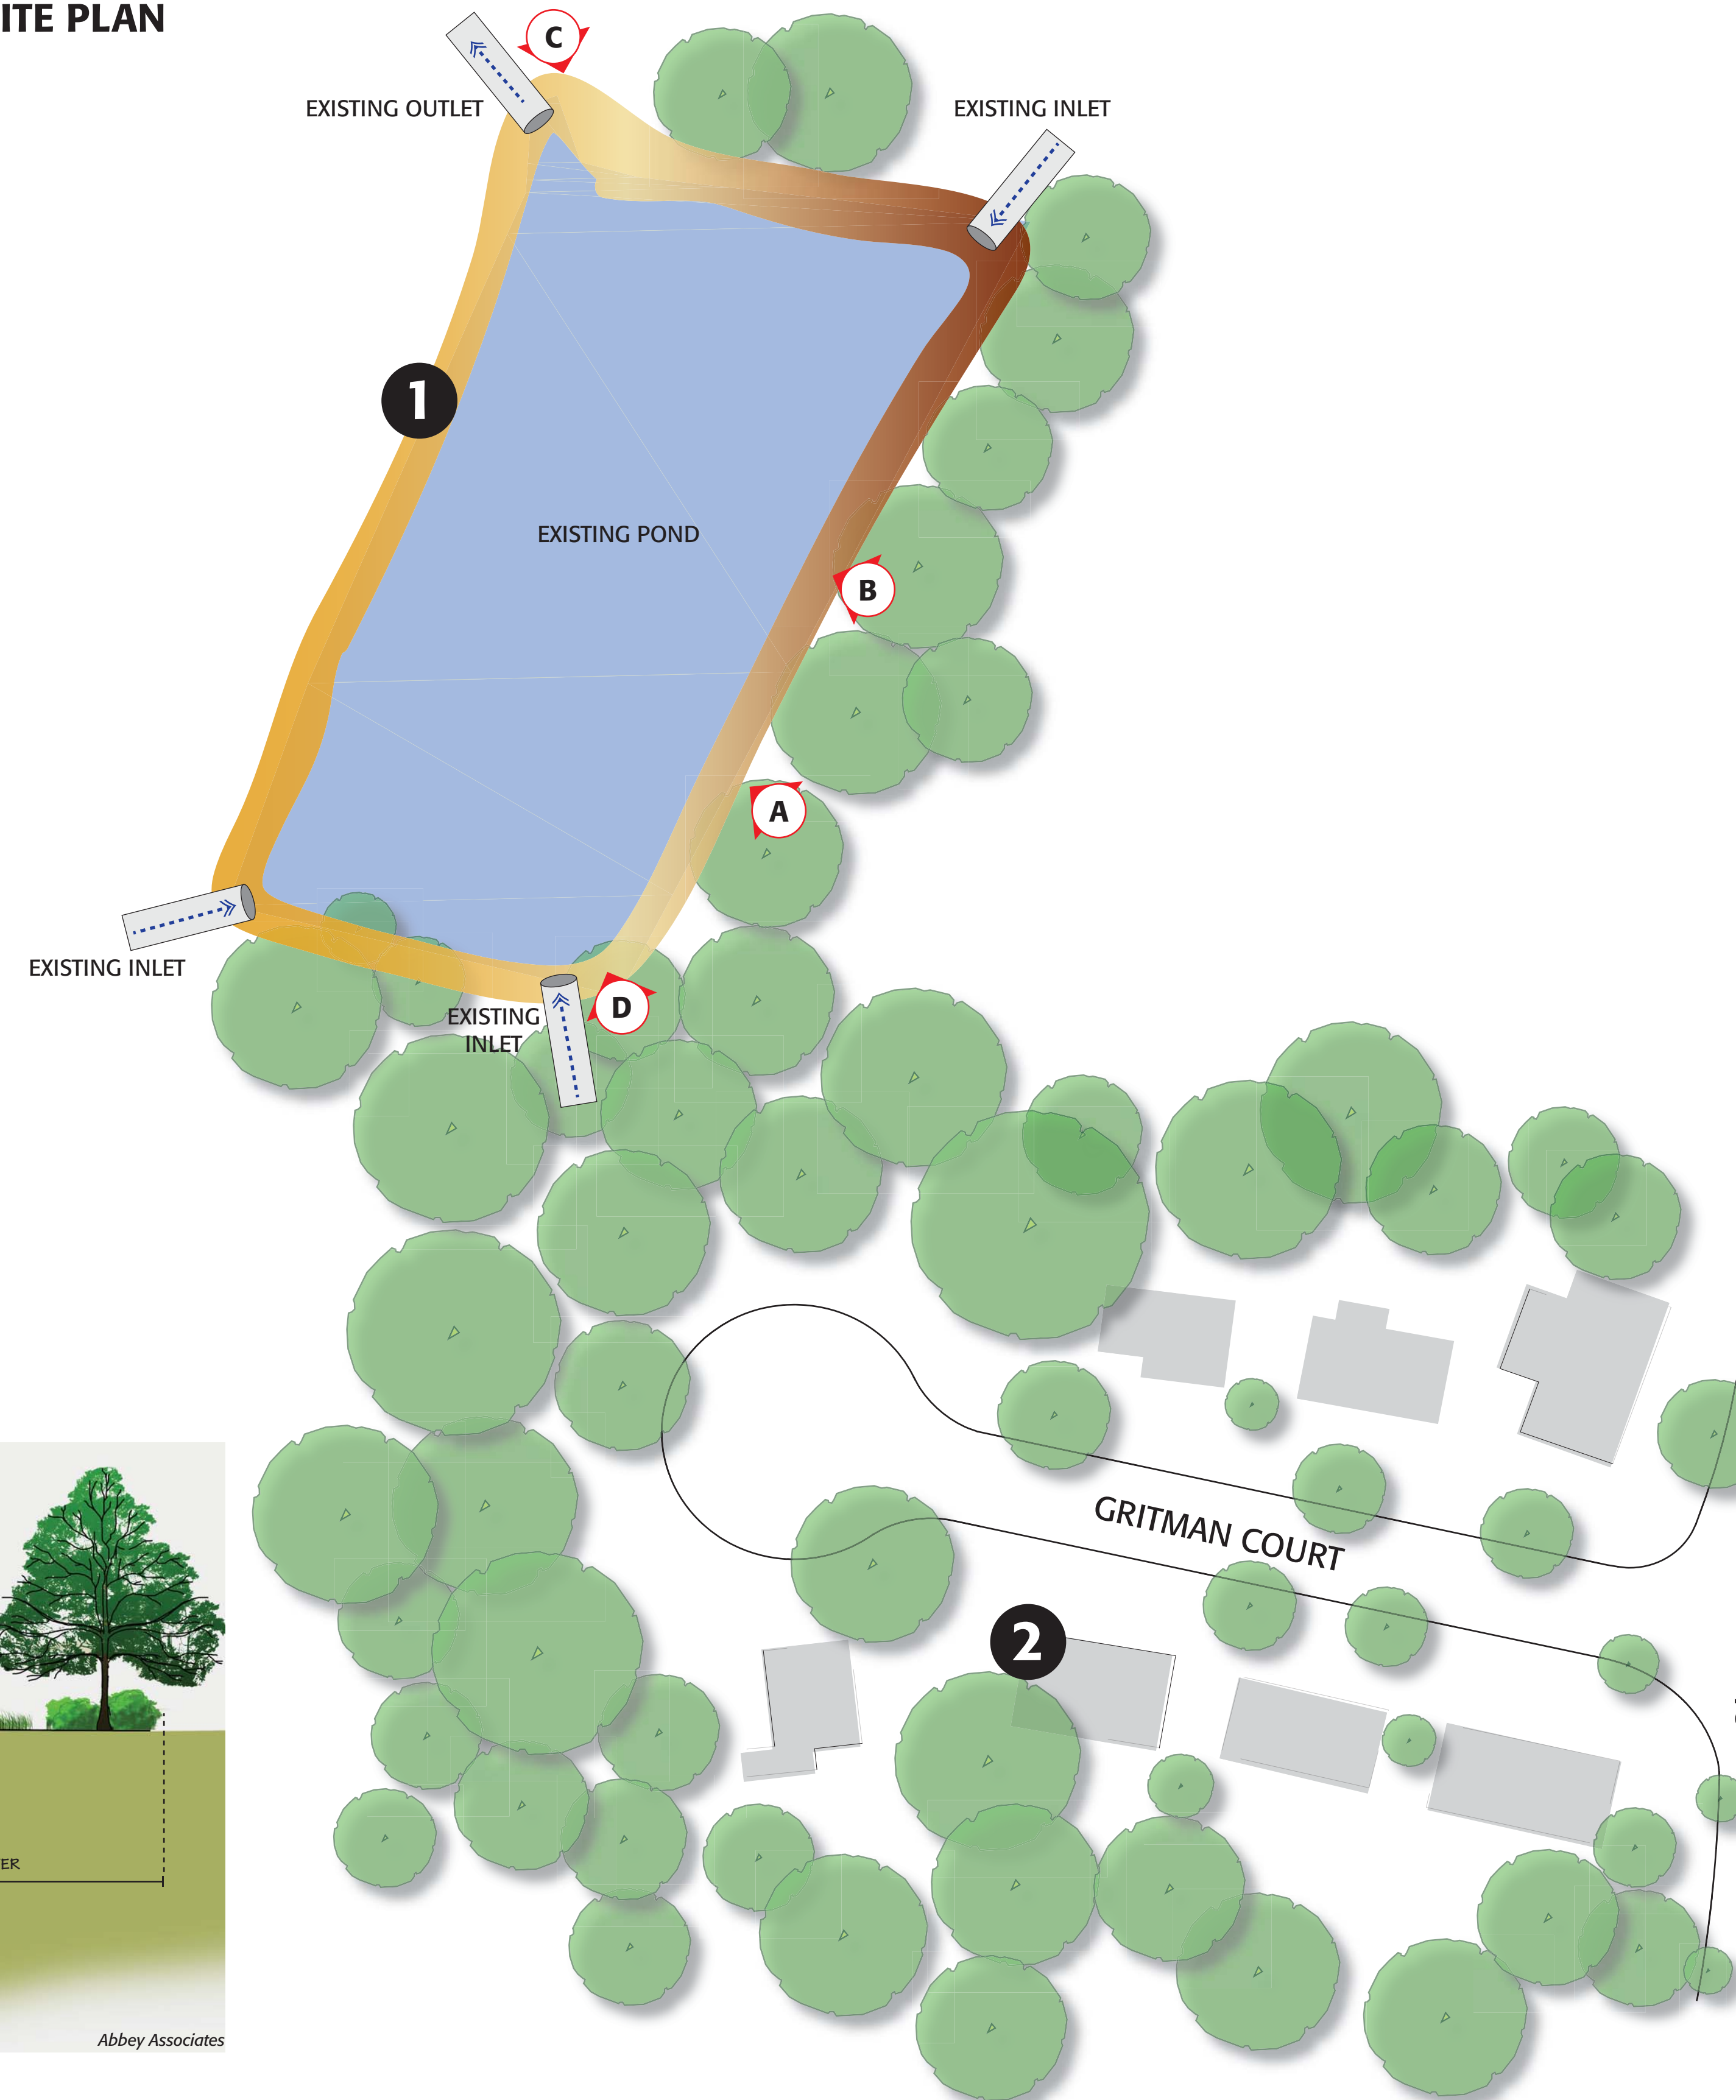 ITE PLAN
C
EXISTING OUTLET
EXISTING INLET
1
EXISTING POND
B
A
EXISTING INLET
D
EXISTING
INLET
GRITMAN COURT
2
ER
Abbey Associates